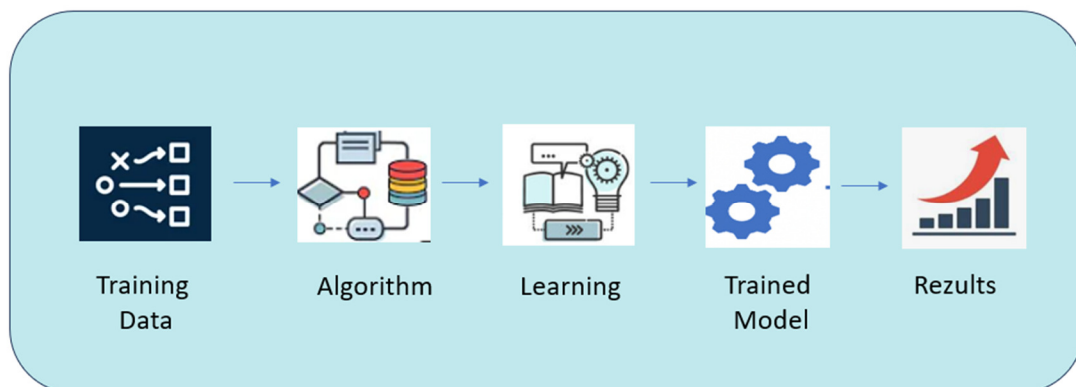 Training
Data
Algorithm
Learning
Trained
Model
Rezults